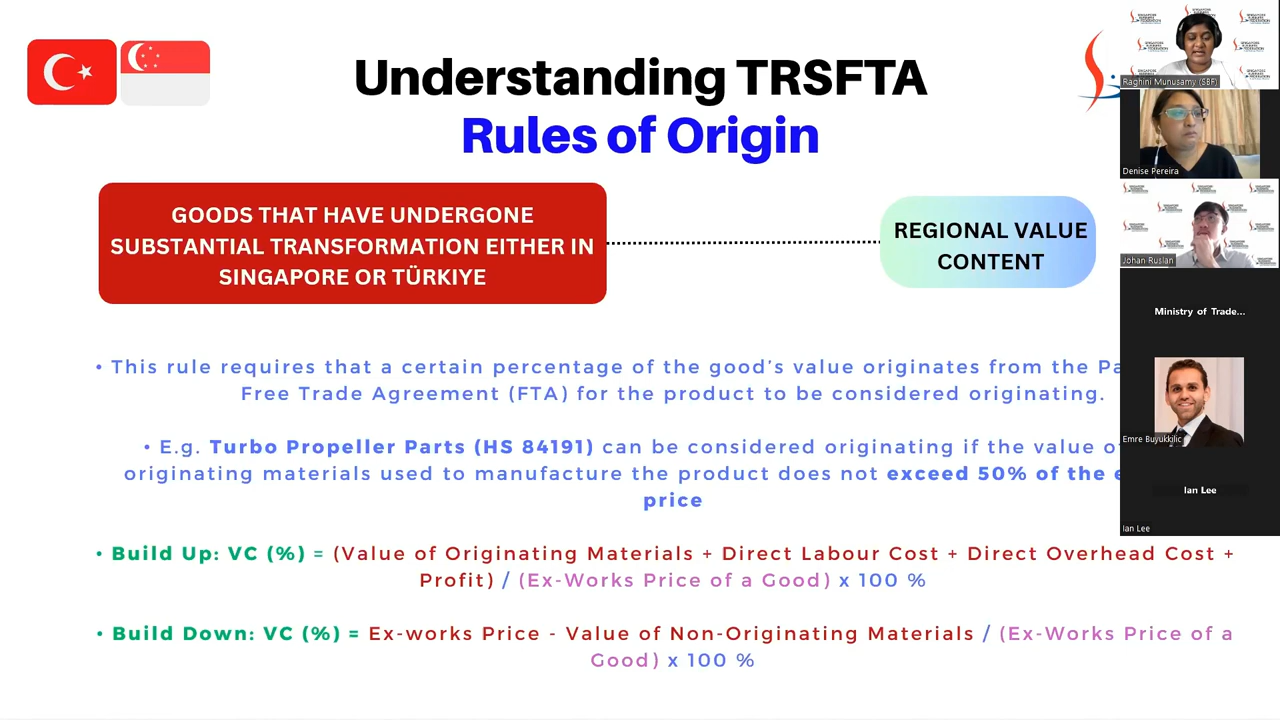 Understanding TRSFTA
Rules of Origin
GOODS THAT HAVE UNDERGONE
SUBSTANTIAL TRANSFORMATION EITHER IN
SINGAPORE OR TÜRKIYE
REGIONAL VALUE
CONTENT
• This rule requires that a certain percentage of the good's value originates from the Pa
Free Trade Agreement (FTA) for the product to be considered originating.
• E.g. Turbo Propeller Parts (HS 84191) can be considered originating if the value of
originating materials used to manufacture the product does not exceed 50% of the e
price
• Build Up: VC (%) = (Value of Originating Materials + Direct Labour Cost + Direct Overhead Cost +
Profit) / (Ex-Works Price of a Good) x 100 %
• Build Down: VC (%) = Ex-works Price - Value of Non-Originating Materials / (Ex-Works Price of a
Good) x 100 %
Raghini Munusamy (SBF)
Denise Pereira
Johan Ruslan
Ministry of Trade...
Emre Buyukkilic
Ian Lee
Ian Lee